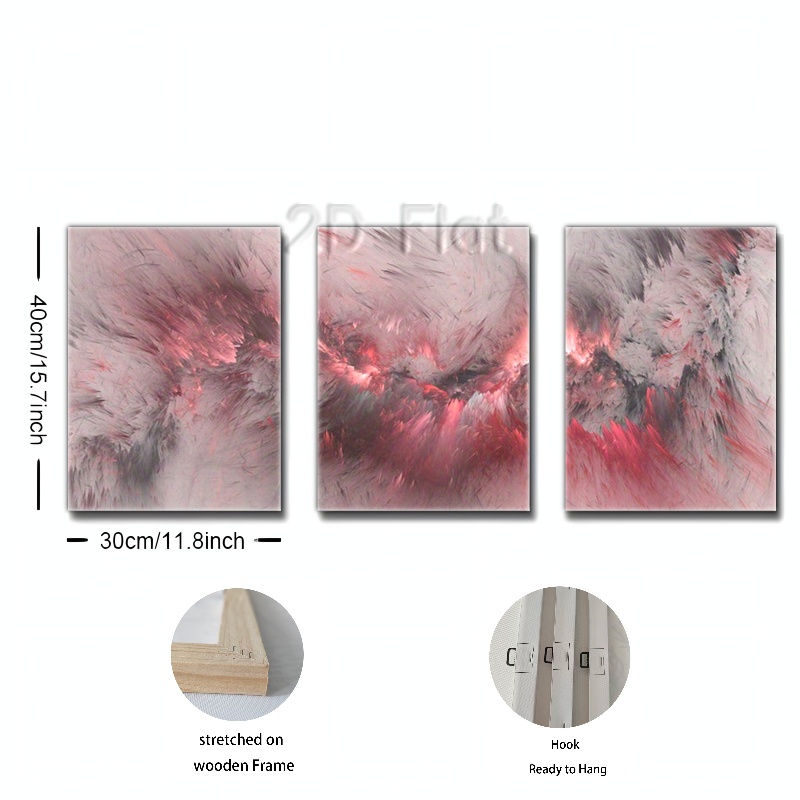 2D Flat
40cm/15.7inch
30cm/11.8inch
stretched on
wooden Frame
Hook
Ready to Hang